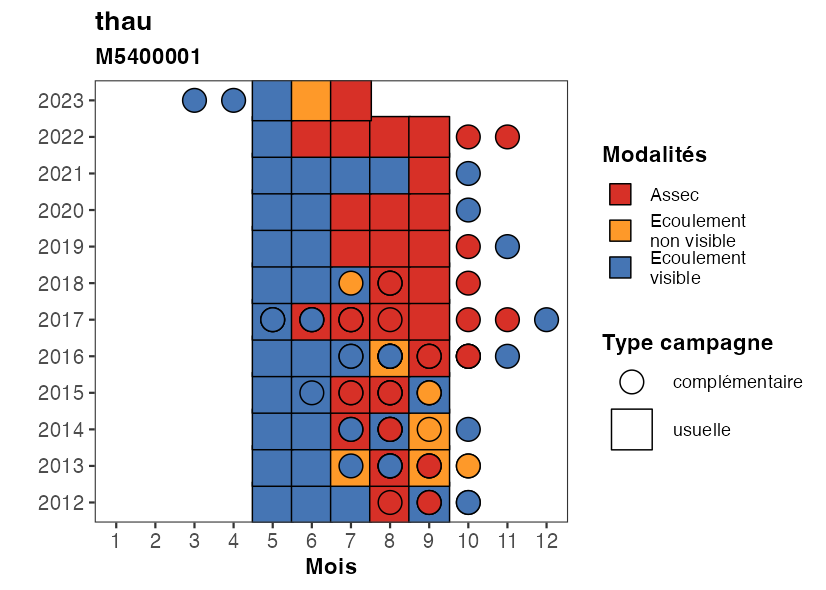 thau
M5400001
2023
2022
2021
2020
2019
2018
2017
2016
2015
2014
2013
2012
1 2 3 4 5 6 7 8 9 10 11 12
Mois
Modalités
Assec
Ecoulement
non visible
Ecoulement
visible
Type campagne
complémentaire
usuelle